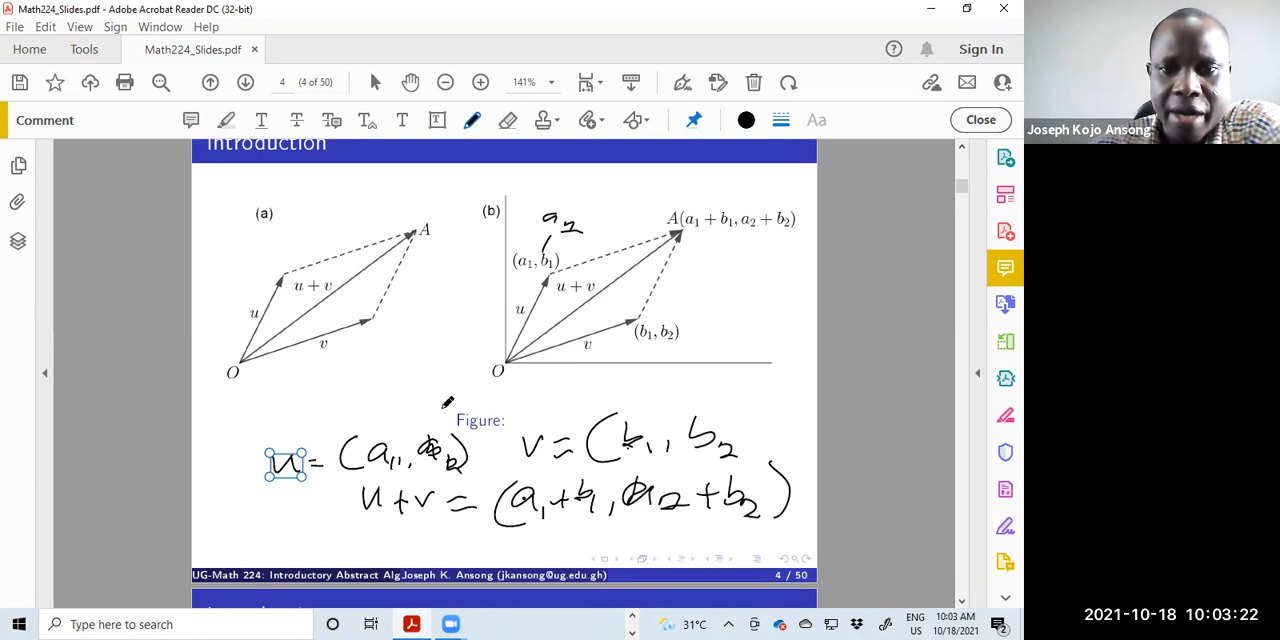 Math224_Slides.pdf - Adobe Acrobat Reader DC (32-bit)
File Edit View Sign Window Help
Home Tools Math224_Slides.pdf × Sign In
4 (4 of 50) 141%
Comment Close
Joseph Kojo Ansong
Introduction
(a) (b)
a2
A A(a1 + b1, a2 + b2)
(a1, b1)
u + v u + v
u u
(b1, b2)
v v
O O
Figure:
u = (a1, a2) v = (b1, b2
u + v = (a1 + b1, a2 + b2)
UG-Math 224: Introductory Abstract Alg Joseph K. Ansong (jkansong@ug.edu.gh) 4 / 50
Type here to search
31°C
ENG
US
10:03 AM
10/18/2021
2
2021-10-18 10:03:22